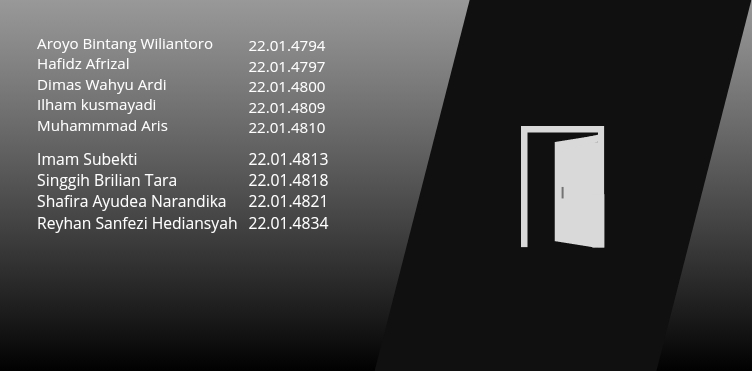 Aroyo Bintang Wiliantoro 22.01.4794
Hafidz Afrizal 22.01.4797
Dimas Wahyu Ardi 22.01.4800
Ilham kusmayadi 22.01.4809
Muhammmad Aris 22.01.4810
Imam Subekti 22.01.4813
Singgih Brilian Tara 22.01.4818
Shafira Ayudea Narandika 22.01.4821
Reyhan Sanfezi Hediansyah 22.01.4834